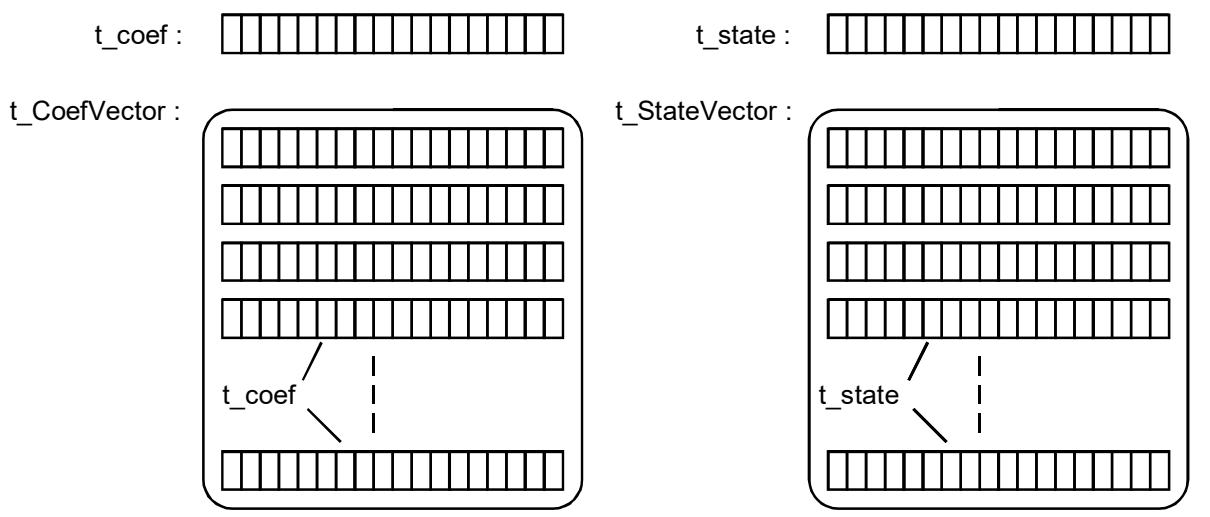 t_coef :
t_state :
t_CoefVector :
t_StateVector :
t_coef
t_state